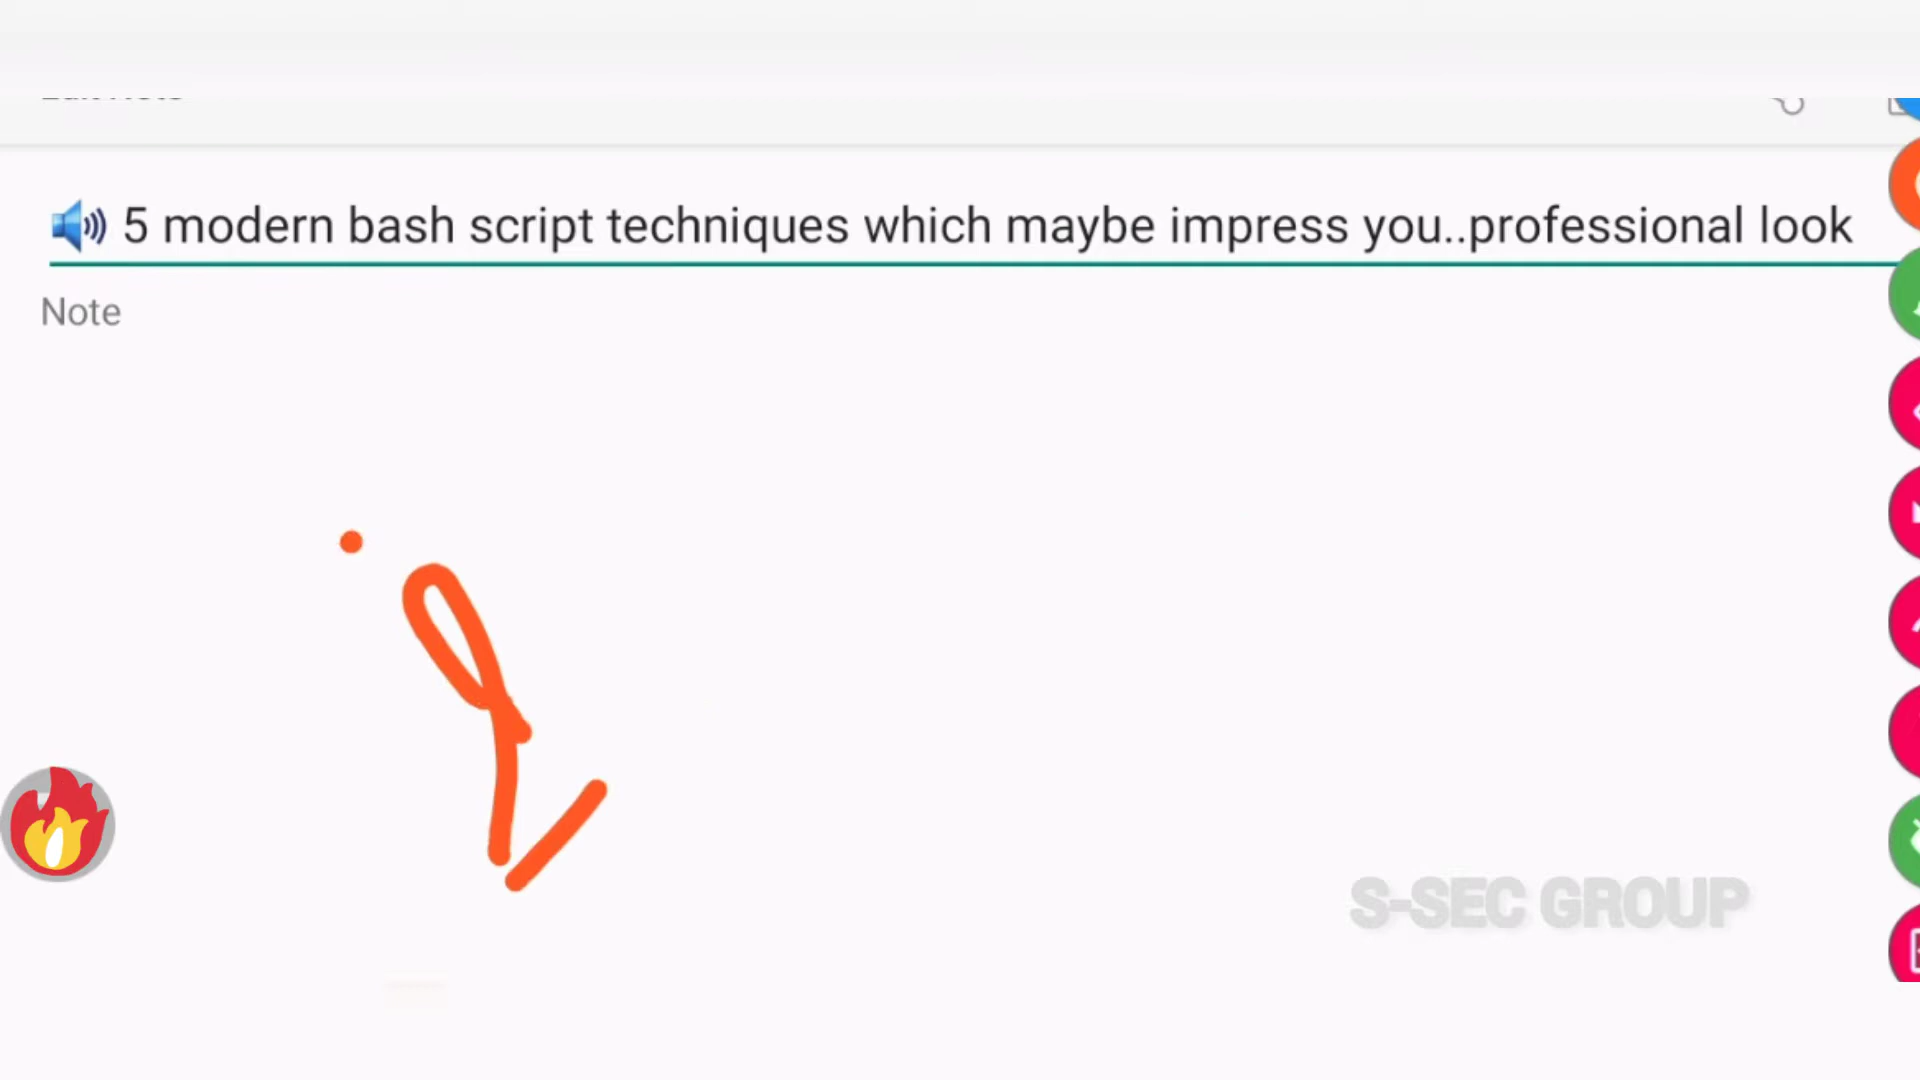 🔊 5 modern bash script techniques which maybe impress you..professional look
Note
S-SEC GROUP